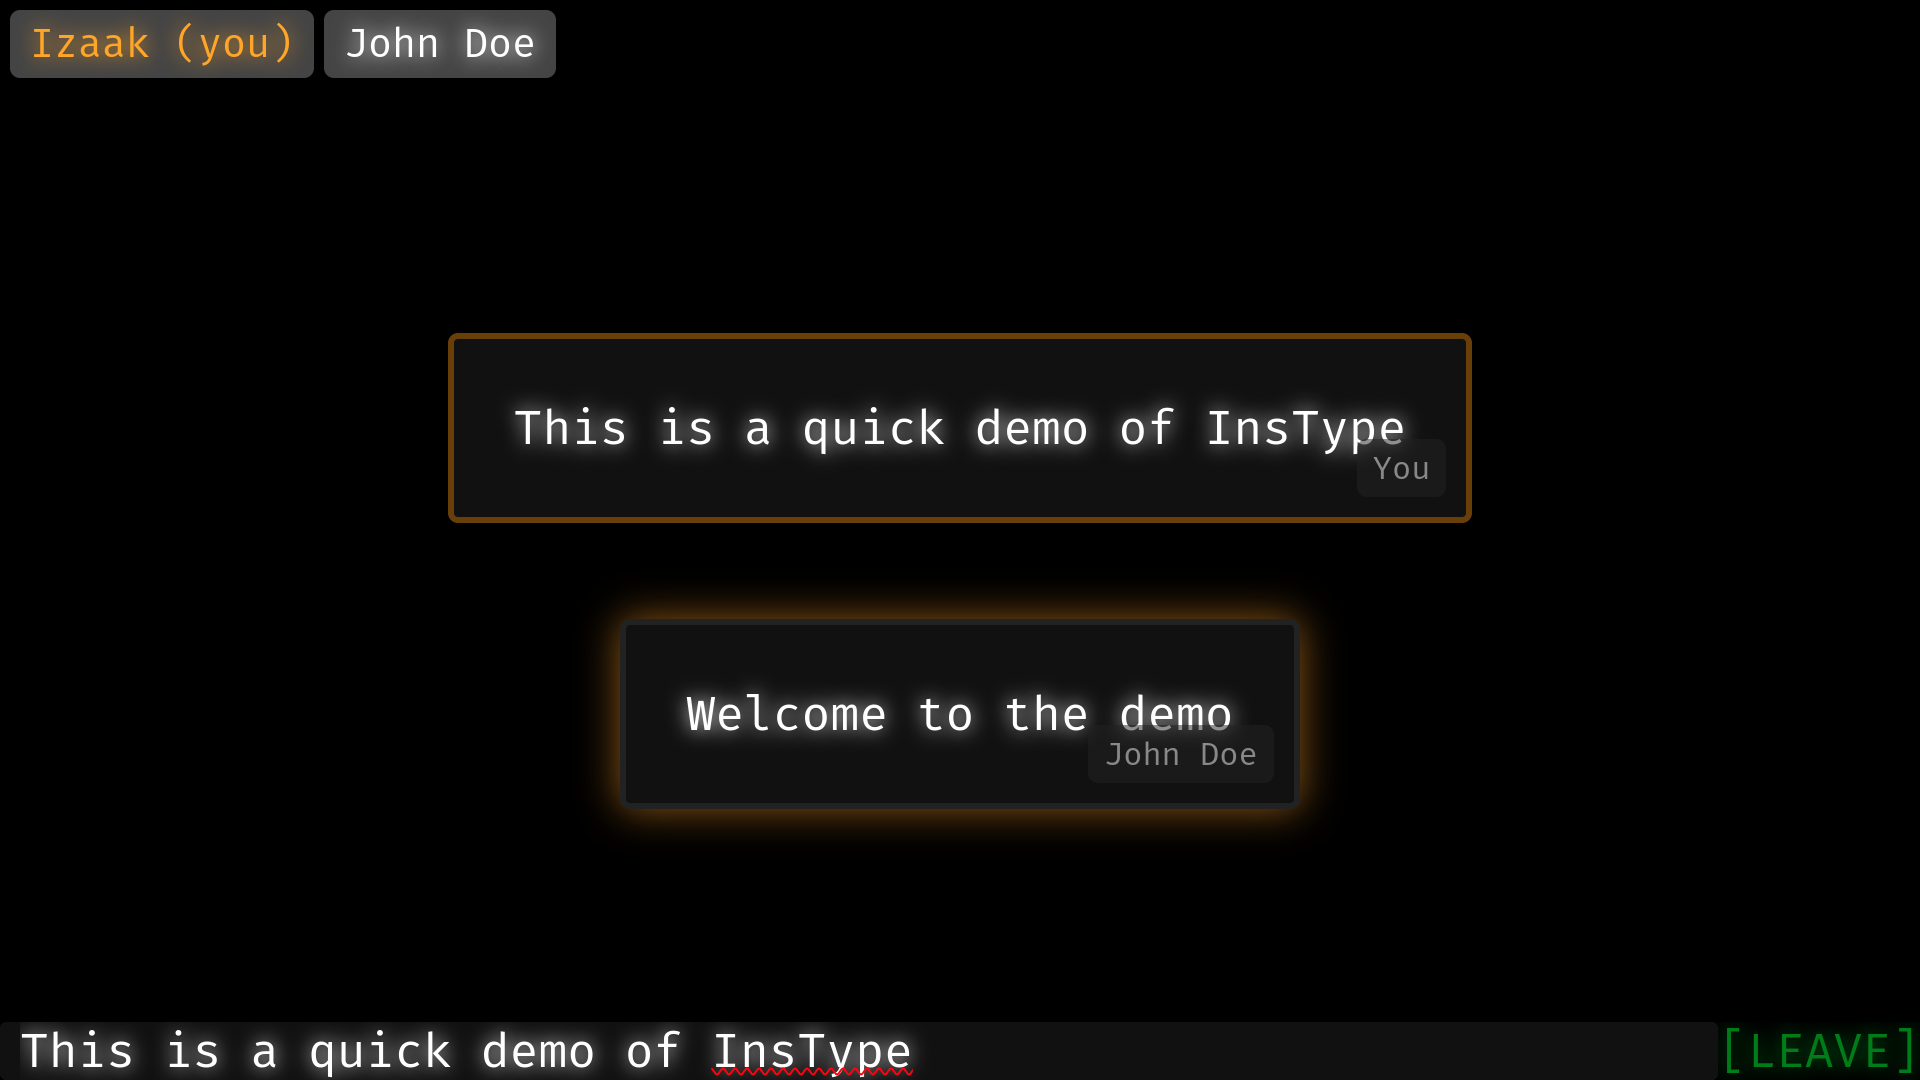 Izaak (you) John Doe
This is a quick demo of InsType
You
Welcome to the demo
John Doe
This is a quick demo of InsType [LEAVE]